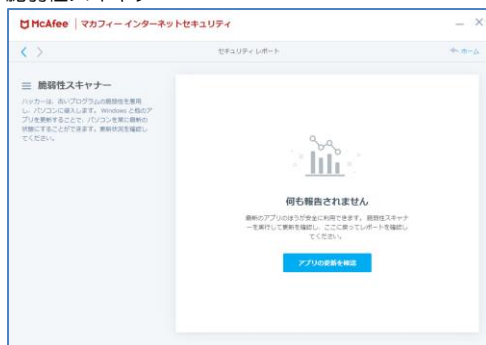 McAfee | マカフィー インターネットセキュリティ
セキュリティ レポート
ホーム
脆弱性スキャナー
ハッカーは、古いプログラムの脆弱性を悪用
し、パソコンに侵入します。Windows と他のア
プリを更新することで、パソコンを常に最新の
状態にすることができます。更新状況を確認し
てください。
何も報告されません
最新のアプリのほうが安全に利用できます。脆弱性スキャナ
ーを実行して更新を確認し、ここに戻ってレポートを確認し
てください。
アプリの更新を確認